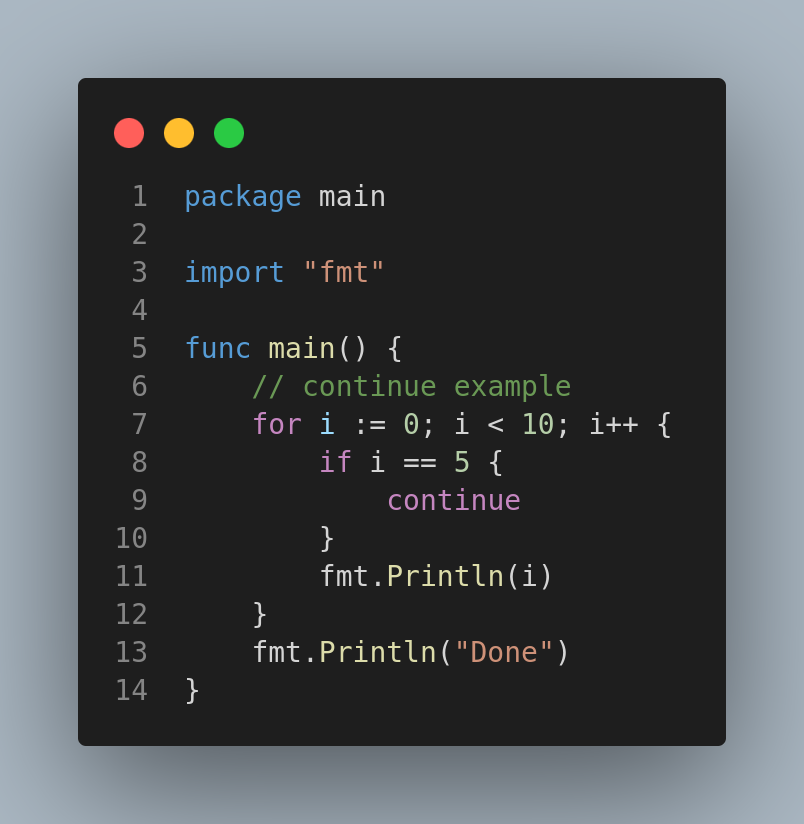 1 package main
2
3 import "fmt"
4
5 func main() {
6     // continue example
7     for i := 0; i < 10; i++ {
8         if i == 5 {
9             continue
10         }
11         fmt.Println(i)
12     }
13     fmt.Println("Done")
14 }